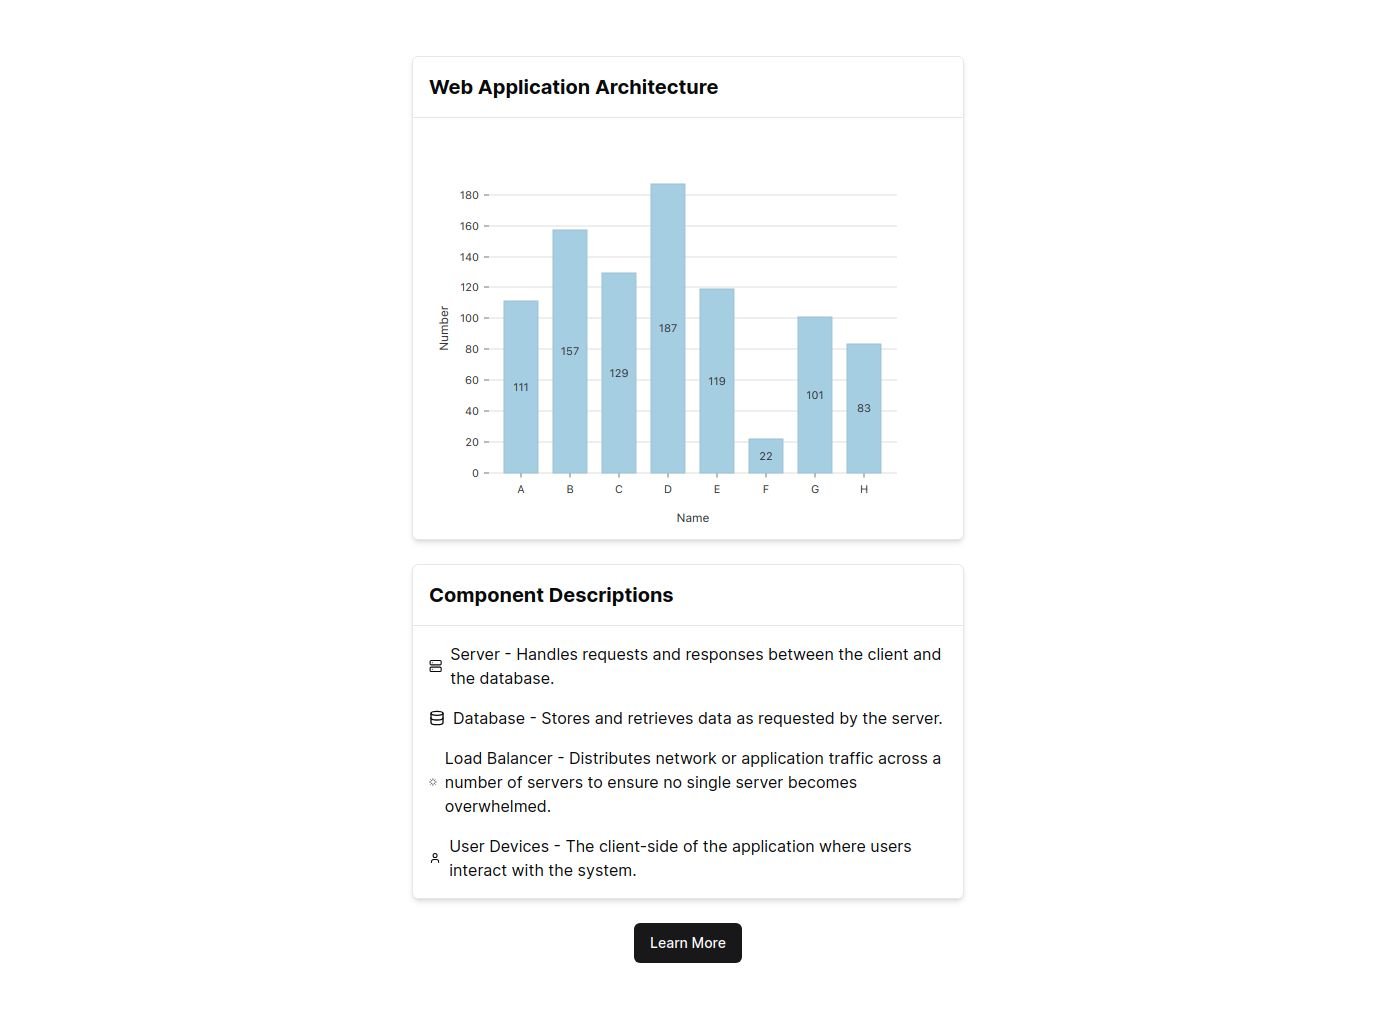 Web Application Architecture
180
160
140
120
100
80
60
40
20
0
Number
111
157
129
187
119
22
101
83
A B C D E F G H
Name
Component Descriptions
Server - Handles requests and responses between the client and
the database.
Database - Stores and retrieves data as requested by the server.
Load Balancer - Distributes network or application traffic across a
number of servers to ensure no single server becomes
overwhelmed.
User Devices - The client-side of the application where users
interact with the system.
Learn More